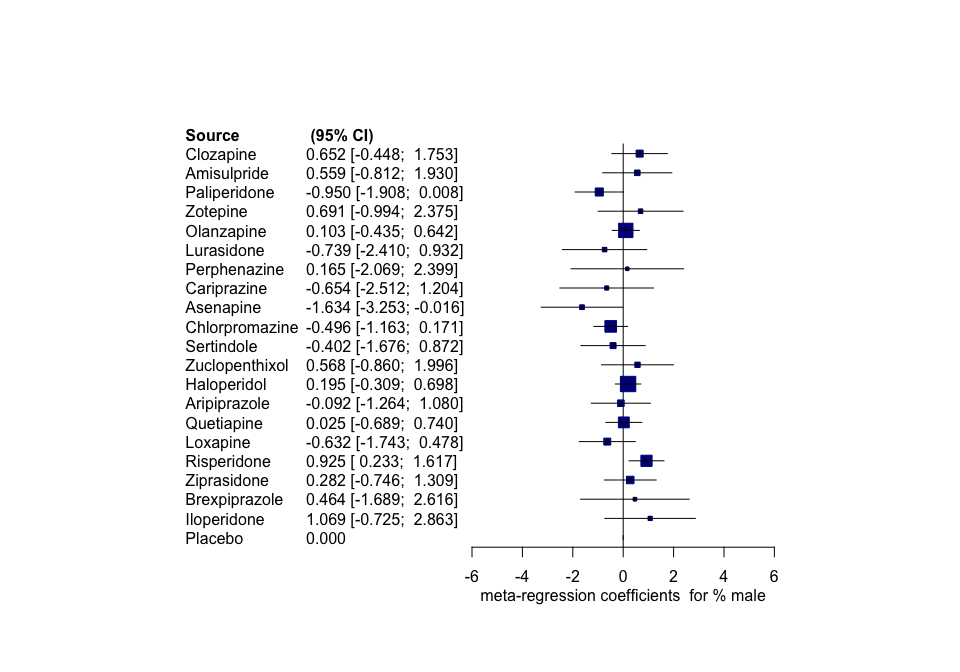 Source (95% CI)
Clozapine 0.652 [-0.448; 1.753]
Amisulpride 0.559 [-0.812; 1.930]
Paliperidone -0.950 [-1.908; 0.008]
Zotepine 0.691 [-0.994; 2.375]
Olanzapine 0.103 [-0.435; 0.642]
Lurasidone -0.739 [-2.410; 0.932]
Perphenazine 0.165 [-2.069; 2.399]
Cariprazine -0.654 [-2.512; 1.204]
Asenapine -1.634 [-3.253; -0.016]
Chlorpromazine -0.496 [-1.163; 0.171]
Sertindole -0.402 [-1.676; 0.872]
Zuclopenthixol 0.568 [-0.860; 1.996]
Haloperidol 0.195 [-0.309; 0.698]
Aripiprazole -0.092 [-1.264; 1.080]
Quetiapine 0.025 [-0.689; 0.740]
Loxapine -0.632 [-1.743; 0.478]
Risperidone 0.925 [ 0.233; 1.617]
Ziprasidone 0.282 [-0.746; 1.309]
Brexpiprazole 0.464 [-1.689; 2.616]
Iloperidone 1.069 [-0.725; 2.863]
Placebo 0.000
-6 -4 -2 0 2 4 6
meta-regression coefficients for % male